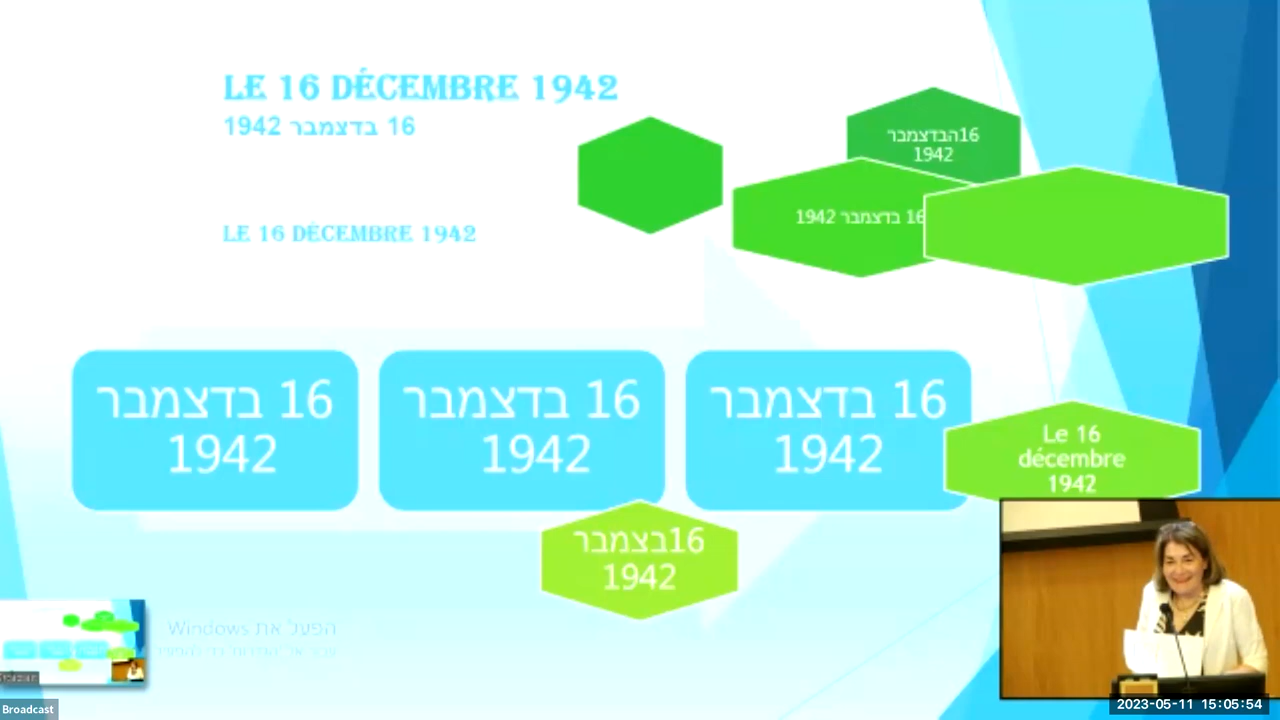 LE 16 DÉCEMBRE 1942
16 בדצמבר 1942
16הבדצמבר
1942
16 בדצמבר 1942
LE 16 DÉCEMBRE 1942
16 בדצמבר
1942
16 בדצמבר
1942
16 בדצמבר
1942
Le 16
décembre
1942
16בצמבר
1942
הפעל את Windows
Broadcast
2023-05-11 15:05:54